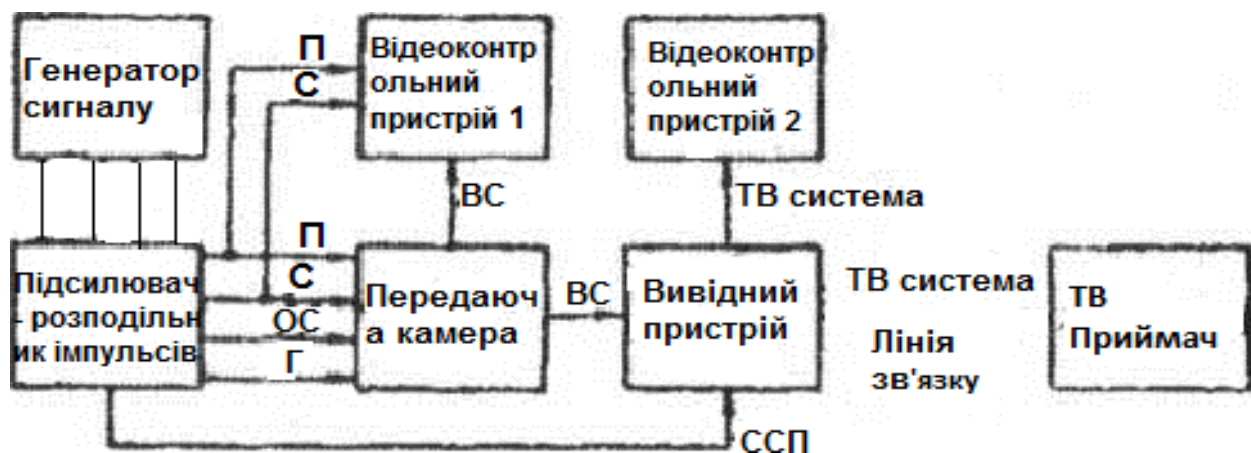 Генератор
сигналу
П
С
Відеоконтр
ольний
пристрій 1
Відеоконтр
ольний
пристрій 2
ВС
ТВ система
Підсилювач
- розподільн
ик імпульсів
П
С
ОС
Г
Передаюч
а камера
ВС
Вивідний
пристрій
ТВ система
Лінія
зв'язку
ТВ
Приймач
ССП